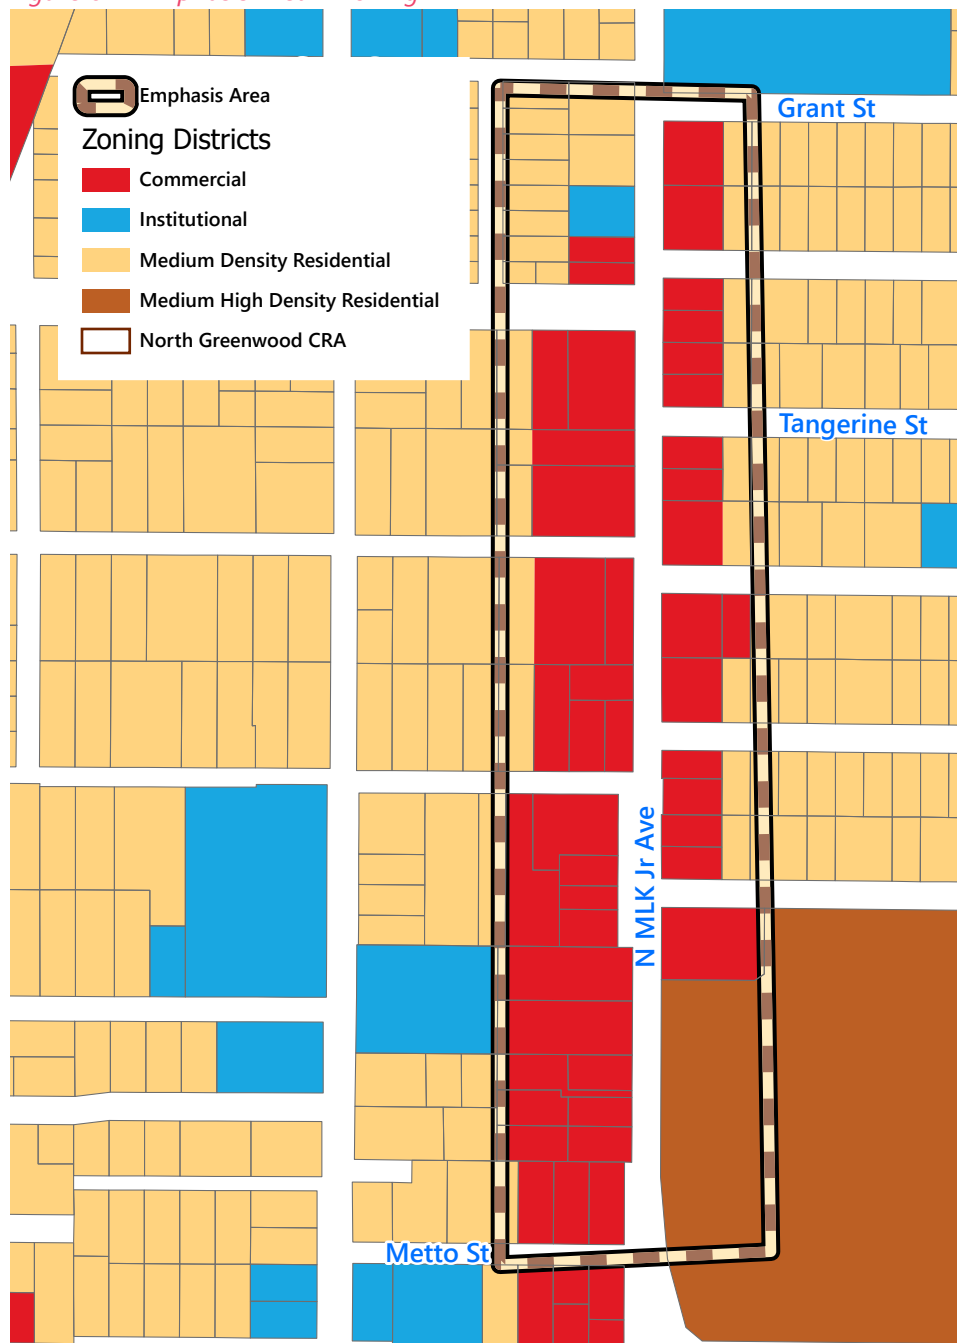 Emphasis Area
Zoning Districts
Commercial
Institutional
Medium Density Residential
Medium High Density Residential
North Greenwood CRA
Grant St
Tangerine St
N MLK Jr Ave
Metto St